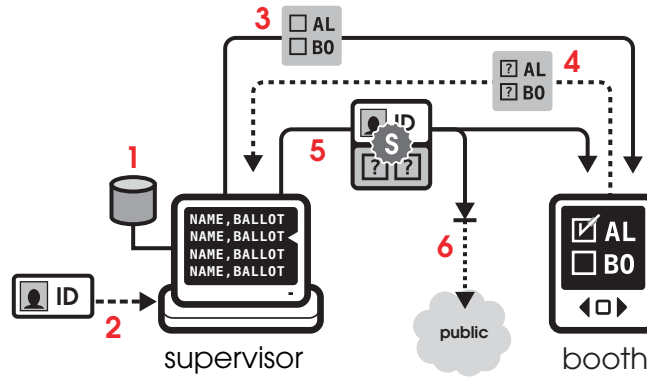 3
AL
BO
? AL
? BO
4
1
5
ID
S
? ?
NAME,BALLOT
NAME,BALLOT
NAME,BALLOT
NAME,BALLOT
AL
BO
6
ID
2
public
supervisor
booth